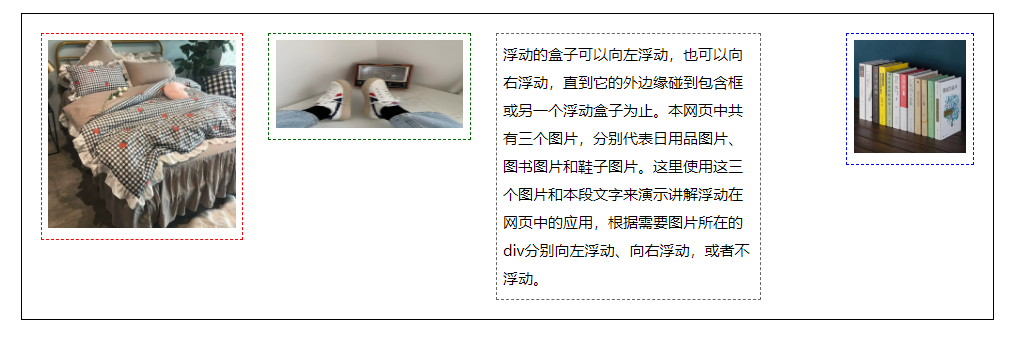 浮动的盒子可以向左浮动，也可以向
右浮动，直到它的外边缘碰到包含框
或另一个浮动盒子为止。本网页中共
有三个图片，分别代表日用品图片、
图书图片和鞋子图片。这里使用这三
个图片和本段文字来演示讲解浮动在
网页中的应用，根据需要图片所在的
div分别向左浮动、向右浮动，或者不
浮动。